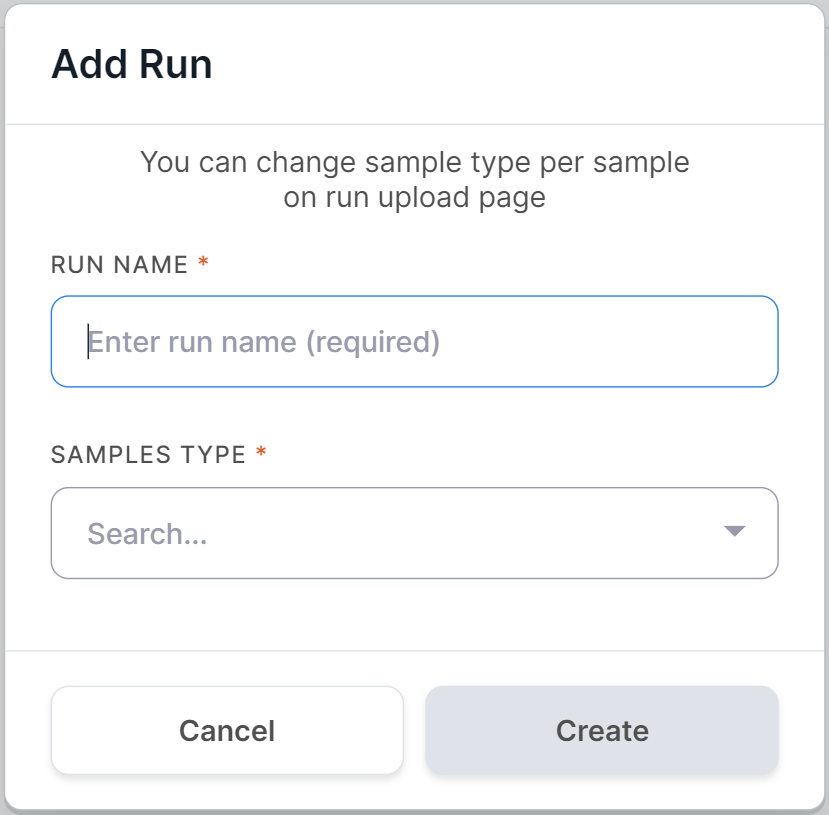 Add Run
You can change sample type per sample
on run upload page
RUN NAME *
Enter run name (required)
SAMPLES TYPE *
Search...
Cancel
Create